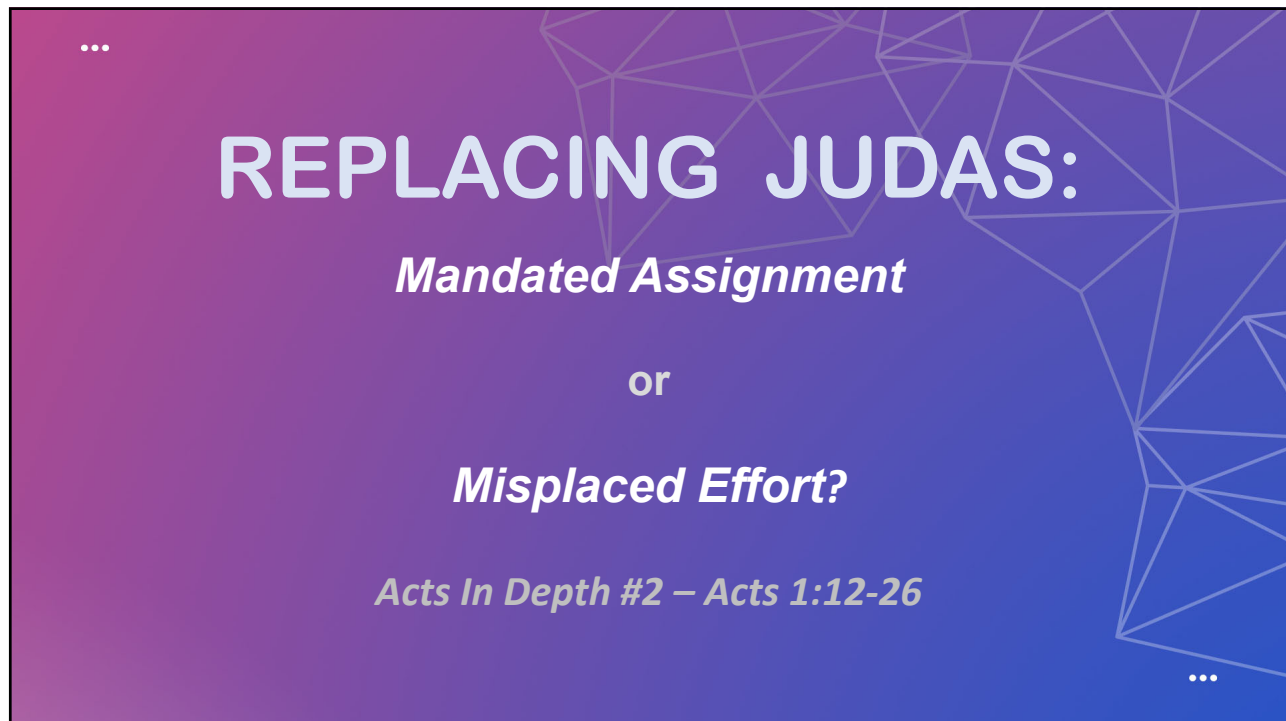 •••
REPLACING JUDAS:
Mandated Assignment
or
Misplaced Effort?
Acts In Depth #2 – Acts 1:12-26
•••